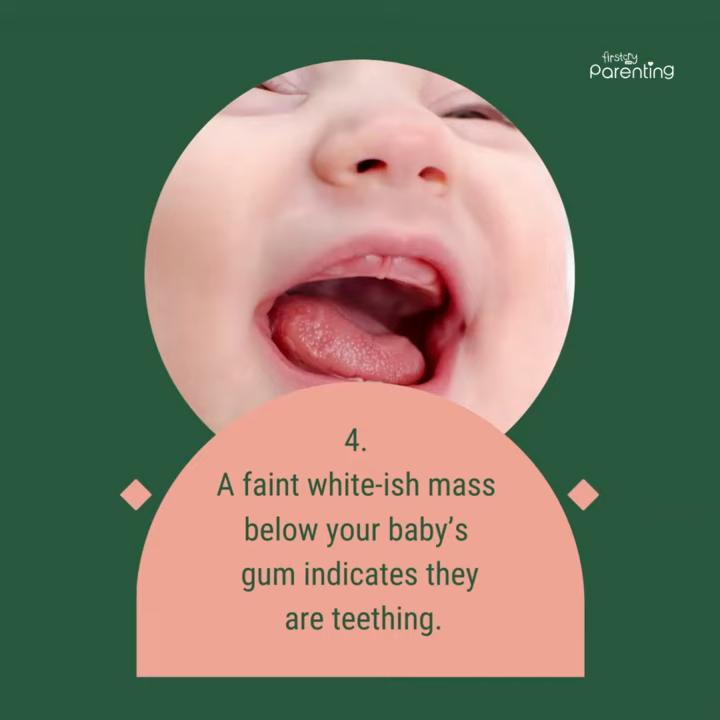 firstcry
Parenting
4.
A faint white-ish mass
below your baby's
gum indicates they
are teething.